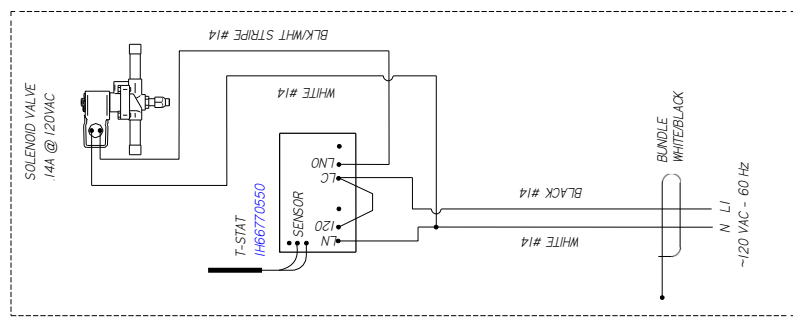 BLK/WHT STRIPE #14
WHITE #14
SOLENOID VALVE
.14A @ 120VAC
LNO
LC
SENSOR
120
LN
T-STAT
1H66770550
BLACK #14
WHITE #14
BUNDLE
WHITE/BLACK
L1
N
~120 VAC - 60 Hz